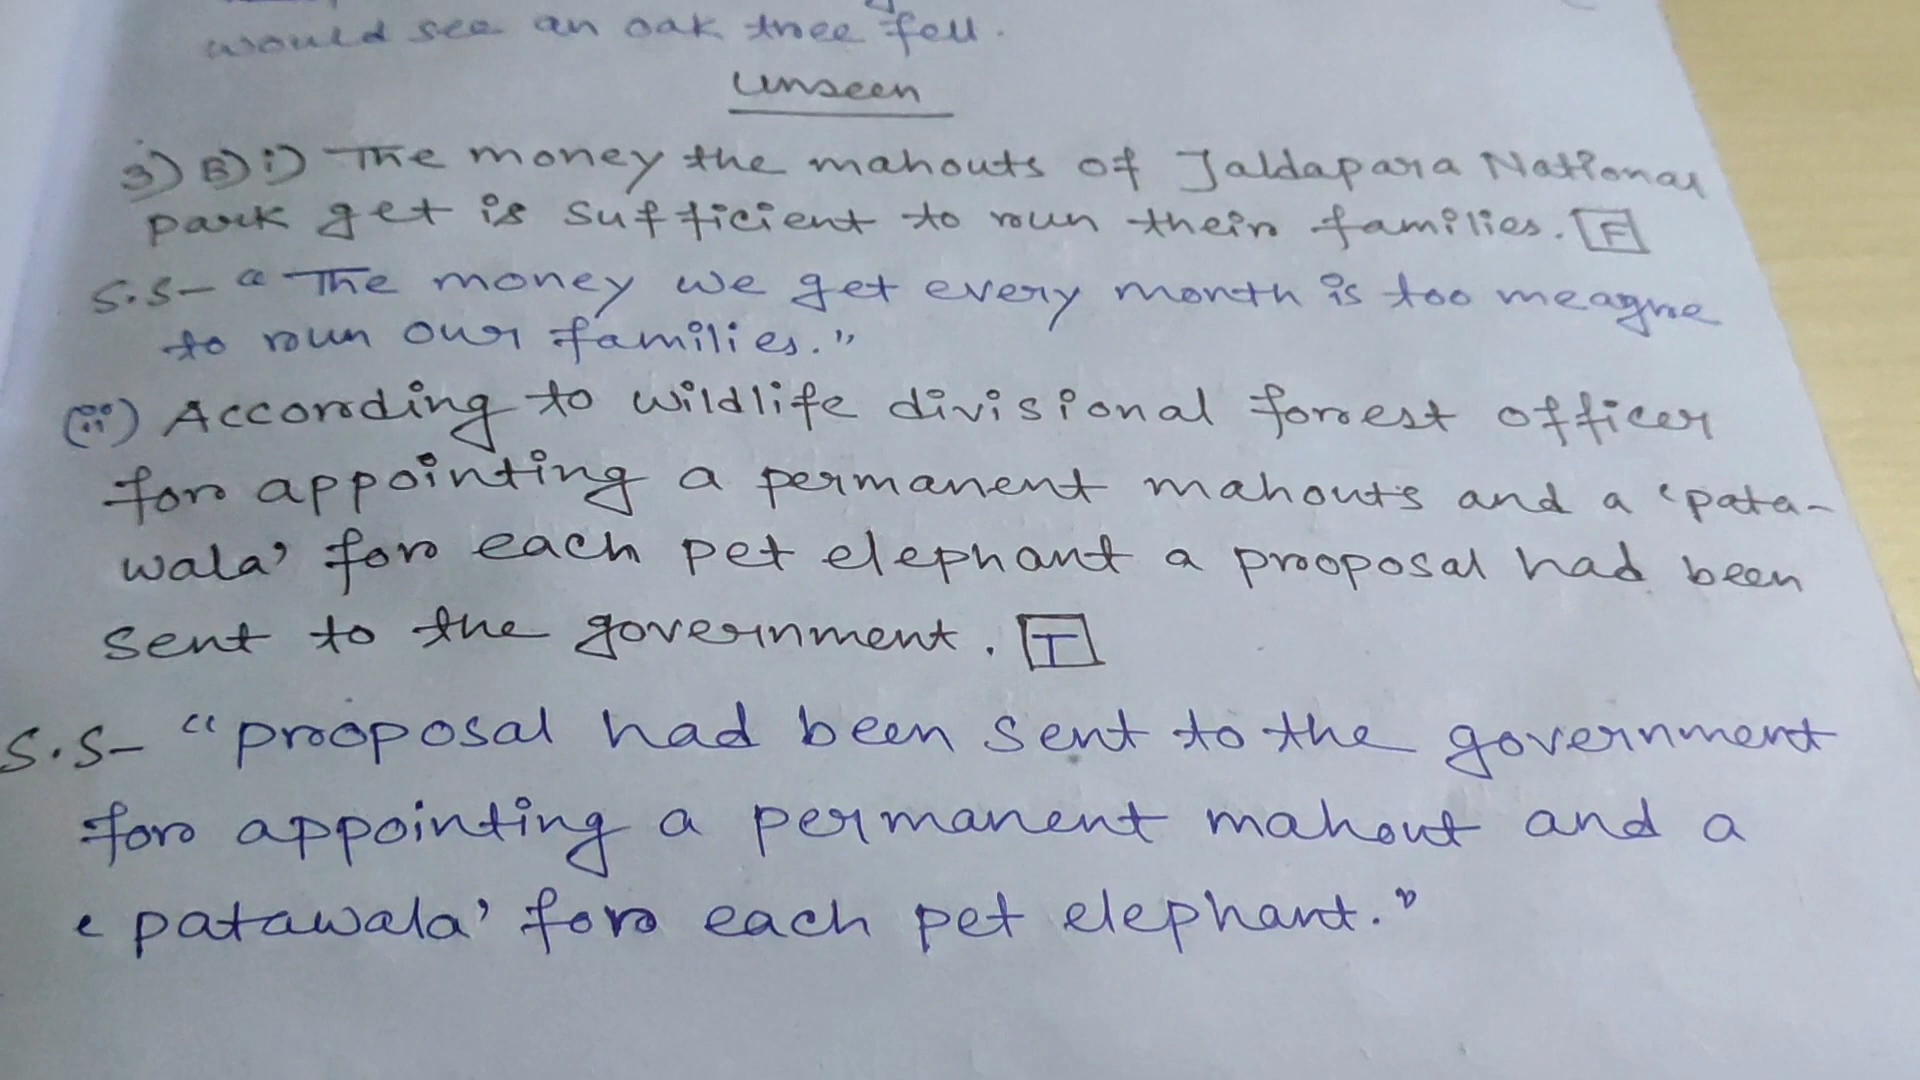 would see an oak tree fell.
Unseen
3) B) i) The money the mahouts of Jaldapara National
park get is sufficient to run their families. F
S.S- "The money we get every month is too meagre
to run our families."
(ii) According to wildlife divisional forest officer
for appointing a permanent mahouts and a 'pata-
wala' for each pet elephant a proposal had been
sent to the government. T
S.S- "proposal had been sent to the government
for appointing a permanent mahout and a
'patawala' for each pet elephant."